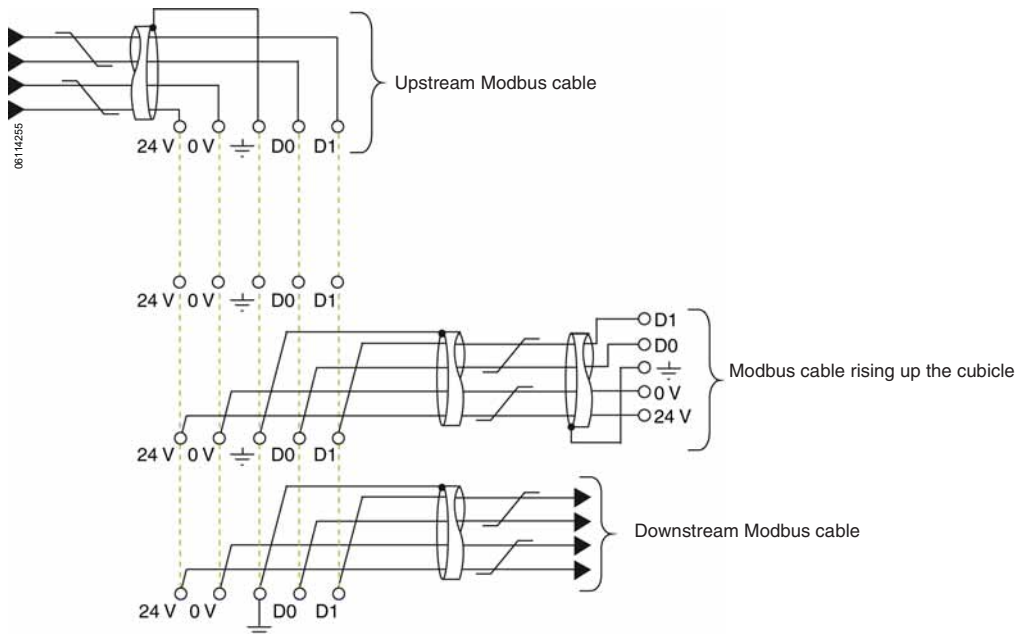 Upstream Modbus cable
06114255
24 V 0 V D0 D1
24 V 0 V D0 D1
D1
D0
0 V
24 V
Modbus cable rising up the cubicle
24 V 0 V D0 D1
Downstream Modbus cable
24 V 0 V D0 D1